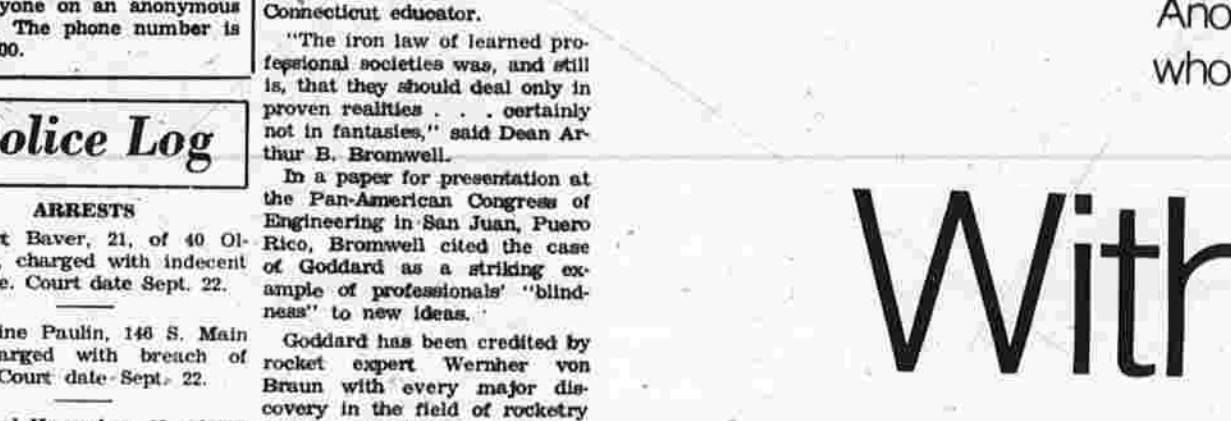 yone on an anonymous
The phone number is
00.
olice Log
ARRESTS
t Baver, 21, of 40 Ol-
, charged with indecent
e. Court date Sept. 22.
ine Paulin, 146 S. Main
arged with breach of
Court date Sept. 22.
Connecticut educator.
"The iron law of learned pro-
fessional societies was, and still
is, that they should deal only in
proven realities . . . certainly
not in fantasies," said Dean Ar-
thur B. Bromwell.
In a paper for presentation at
the Pan-American Congress of
Engineering in San Juan, Puero
Rico, Bromwell cited the case
of Goddard as a striking ex-
ample of professionals' "blind-
ness" to new ideas.
Goddard has been credited by
rocket expert Wernher von
Braun with every major dis-
covery in the field of rocketry
Ano
who
With